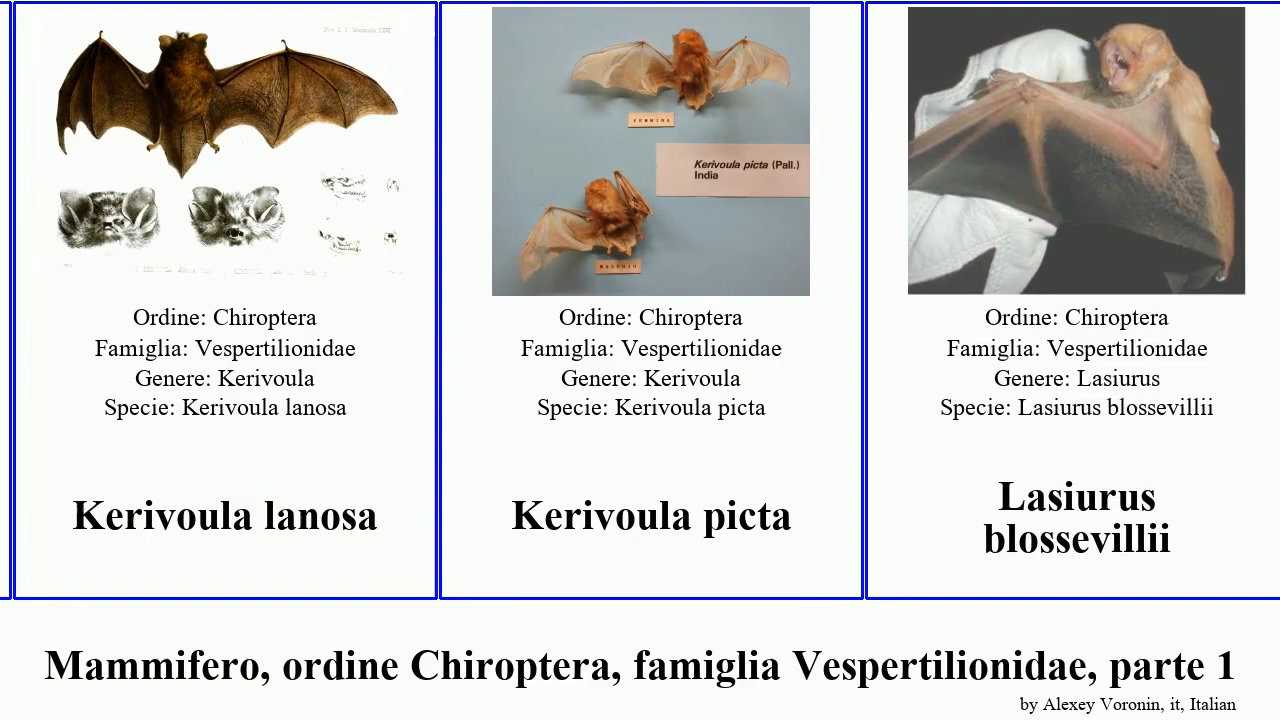 FEMMINA
Kerivoula picta (Pall.)
India
MASCHIO
Ordine: Chiroptera
Famiglia: Vespertilionidae
Genere: Kerivoula
Specie: Kerivoula lanosa
Kerivoula lanosa
Ordine: Chiroptera
Famiglia: Vespertilionidae
Genere: Kerivoula
Specie: Kerivoula picta
Kerivoula picta
Ordine: Chiroptera
Famiglia: Vespertilionidae
Genere: Lasiurus
Specie: Lasiurus blossevillii
Lasiurus
blossevillii
Mammifero, ordine Chiroptera, famiglia Vespertilionidae, parte 1
by Alexey Voronin, it, Italian